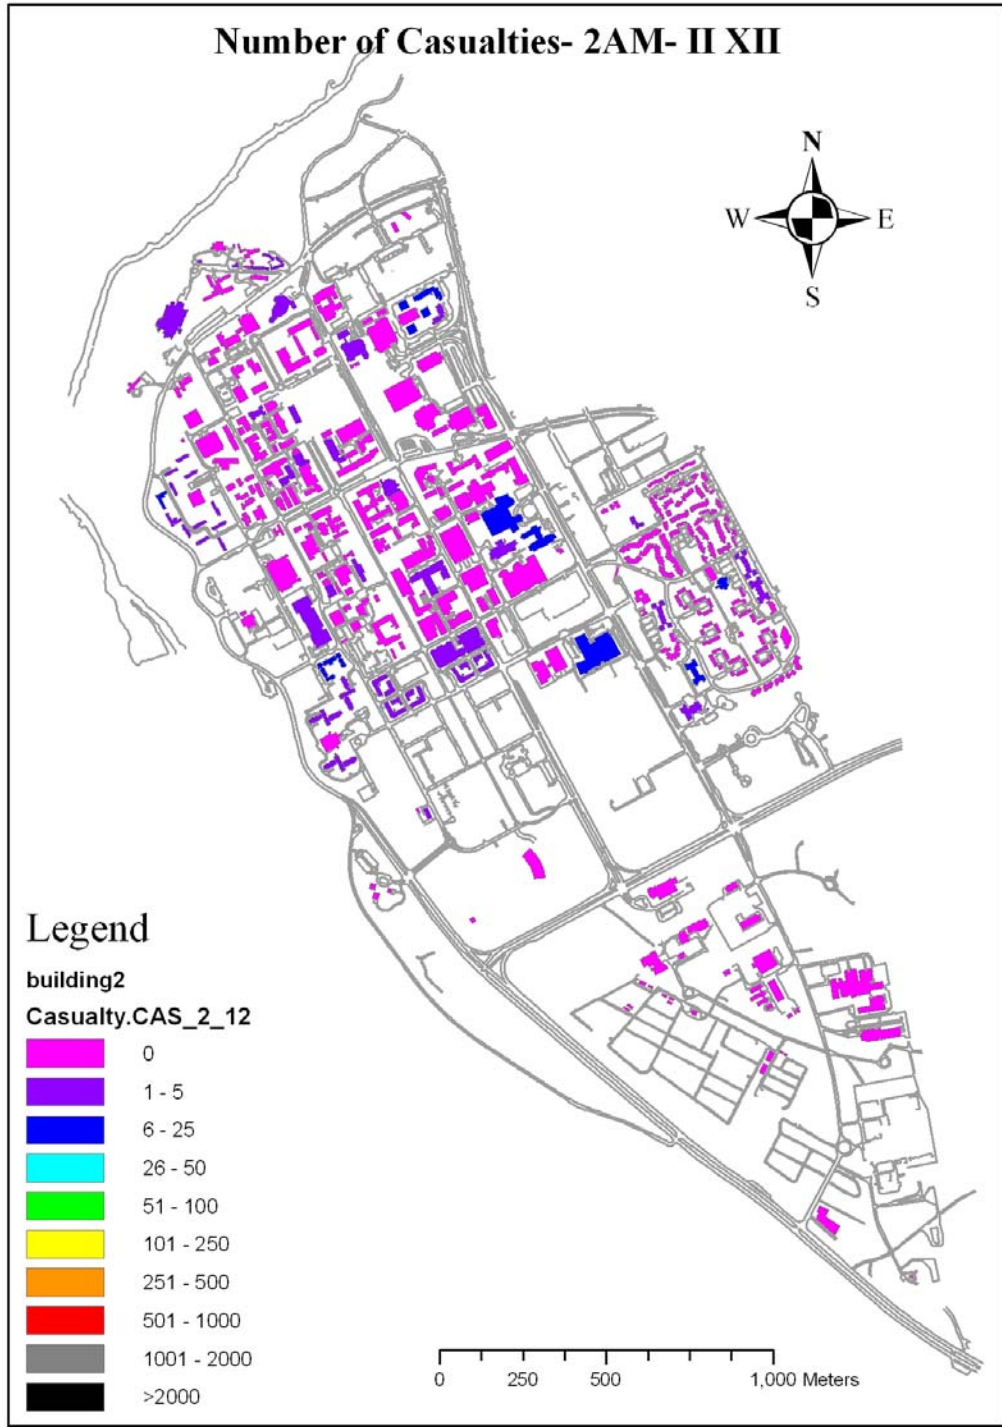 Number of Casualties- 2AM- II XII
N
W E
S
Legend
building2
Casualty.CAS_2_12
0
1 - 5
6 - 25
26 - 50
51 - 100
101 - 250
251 - 500
501 - 1000
1001 - 2000
>2000
0 250 500 1,000 Meters